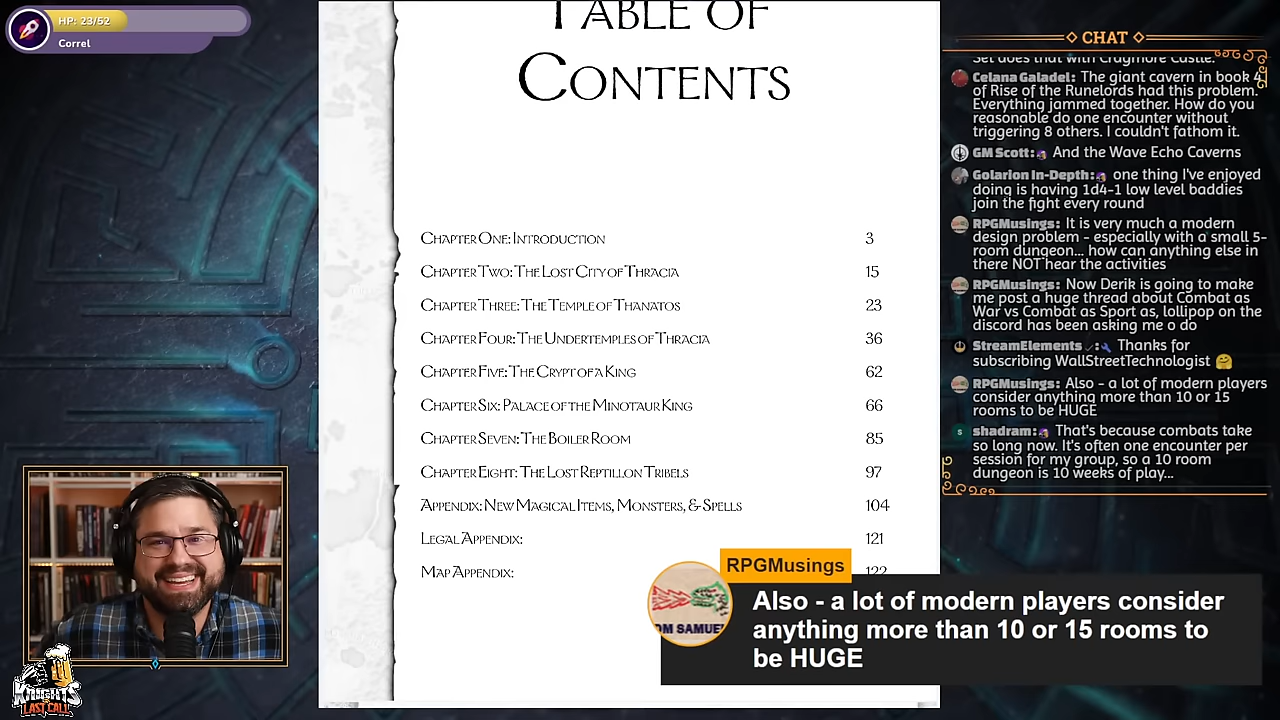 HP: 23/52
Correl
TABLE OF
CONTENTS
CHAPTER ONE: INTRODUCTION 3
CHAPTER TWO: THE LOST CITY OF THRACIA 15
CHAPTER THREE: THE TEMPLE OF THANATOS 23
CHAPTER FOUR: THE UNDERTEMPLES OF THRACIA 36
CHAPTER FIVE: THE CRYPT OF A KING 62
CHAPTER SIX: PALACE OF THE MINOTAUR KING 66
CHAPTER SEVEN: THE BOILER ROOM 85
CHAPTER EIGHT: THE LOST REPTILLON TRIBELS 97
APPENDIX: NEW MAGICAL ITEMS, MONSTERS, & SPELLS 104
LEGAL APPENDIX: 121
MAP APPENDIX: 122
CHAT
Set does that with Cragmore Castle.
Celana Galadel: The giant cavern in book 4
of Rise of the Runelords had this problem.
Everything jammed together. How do you
reasonable do one encounter without
triggering 8 others. I couldn't fathom it.
GM Scott: And the Wave Echo Caverns
Golarion In-Depth: one thing I've enjoyed
doing is having 1d4-1 low level baddies
join the fight every round
RPGMusings: It is very much a modern
design problem - especially with a small 5-
room dungeon... how can anything else in
there NOT hear the activities
RPGMusings: Now Derik is going to make
me post a huge thread about Combat as
War vs Combat as Sport as, lollipop on the
discord has been asking me o do
StreamElements: Thanks for
subscribing WallStreetTechnologist 🤗
RPGMusings: Also - a lot of modern players
consider anything more than 10 or 15
rooms to be HUGE
S shadram: That's because combats take
so long now. It's often one encounter per
session for my group, so a 10 room
dungeon is 10 weeks of play...
RPGMusings
Also - a lot of modern players consider
anything more than 10 or 15 rooms to
be HUGE
OM SAMUEL
KNIGHTS
LAST CALL